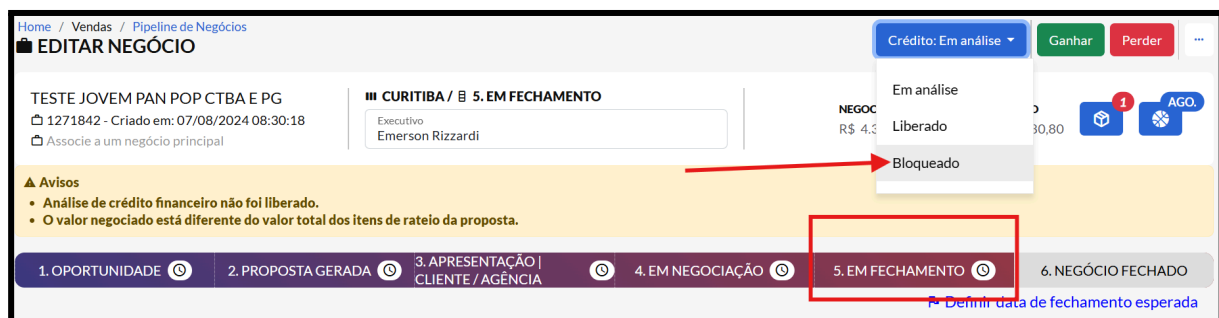 Home / Vendas / Pipeline de Negócios
EDITAR NEGÓCIO
Crédito: Em análise
Ganhar
Perder
...
Em análise
Liberado
Bloqueado
TESTE JOVEM PAN POP CTBA E PG
1271842 - Criado em: 07/08/2024 08:30:18
Associe a um negócio principal
CURITIBA / 5. EM FECHAMENTO
Executivo
Emerson Rizzardi
R$ 4.3
0,80
1
AGO.
Avisos
• Análise de crédito financeiro não foi liberado.
• O valor negociado está diferente do valor total dos itens de rateio da proposta.
1. OPORTUNIDADE
2. PROPOSTA GERADA
3. APRESENTAÇÃO |
CLIENTE / AGÊNCIA
4. EM NEGOCIAÇÃO
5. EM FECHAMENTO
6. NEGÓCIO FECHADO
Definir data de fechamento esperada